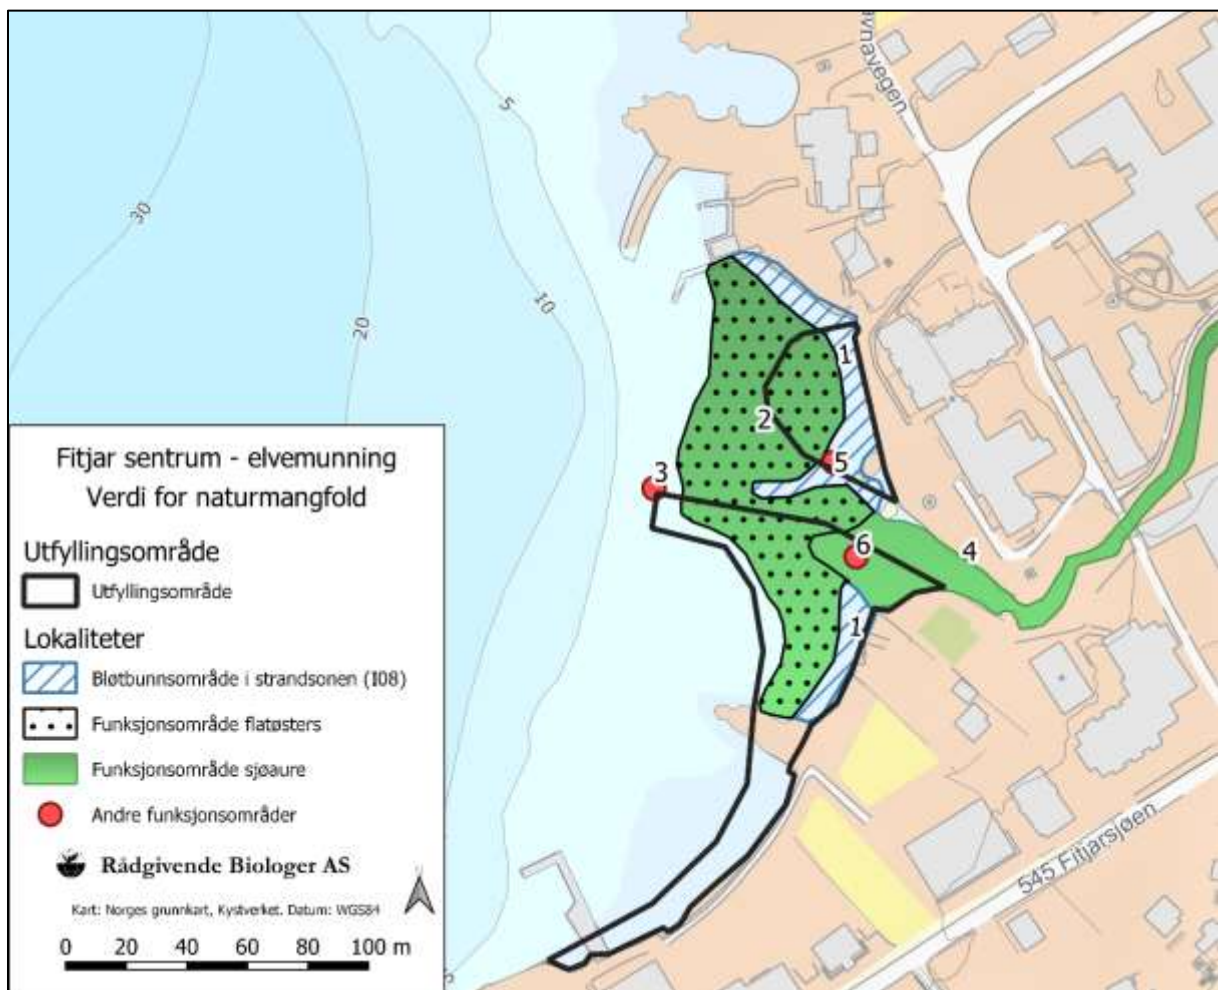 avnavegen
5
30
10
20
1
2
5
3
6
4
1
Fitjar sentrum - elvemunning
Verdi for naturmangfold
Utfyllingsområde
Utfyllingsområde
Lokaliteter
Bløtbunnsområde i strandsonen (I08)
Funksjonsområde flatøsters
Funksjonsområde sjøaure
Andre funksjonsområder
Rådgivende Biologer AS
Kart: Norges grunnkart, Kystverket. Datum: WGS84
0 20 40 60 80 100 m
545 Fitjarsjøen